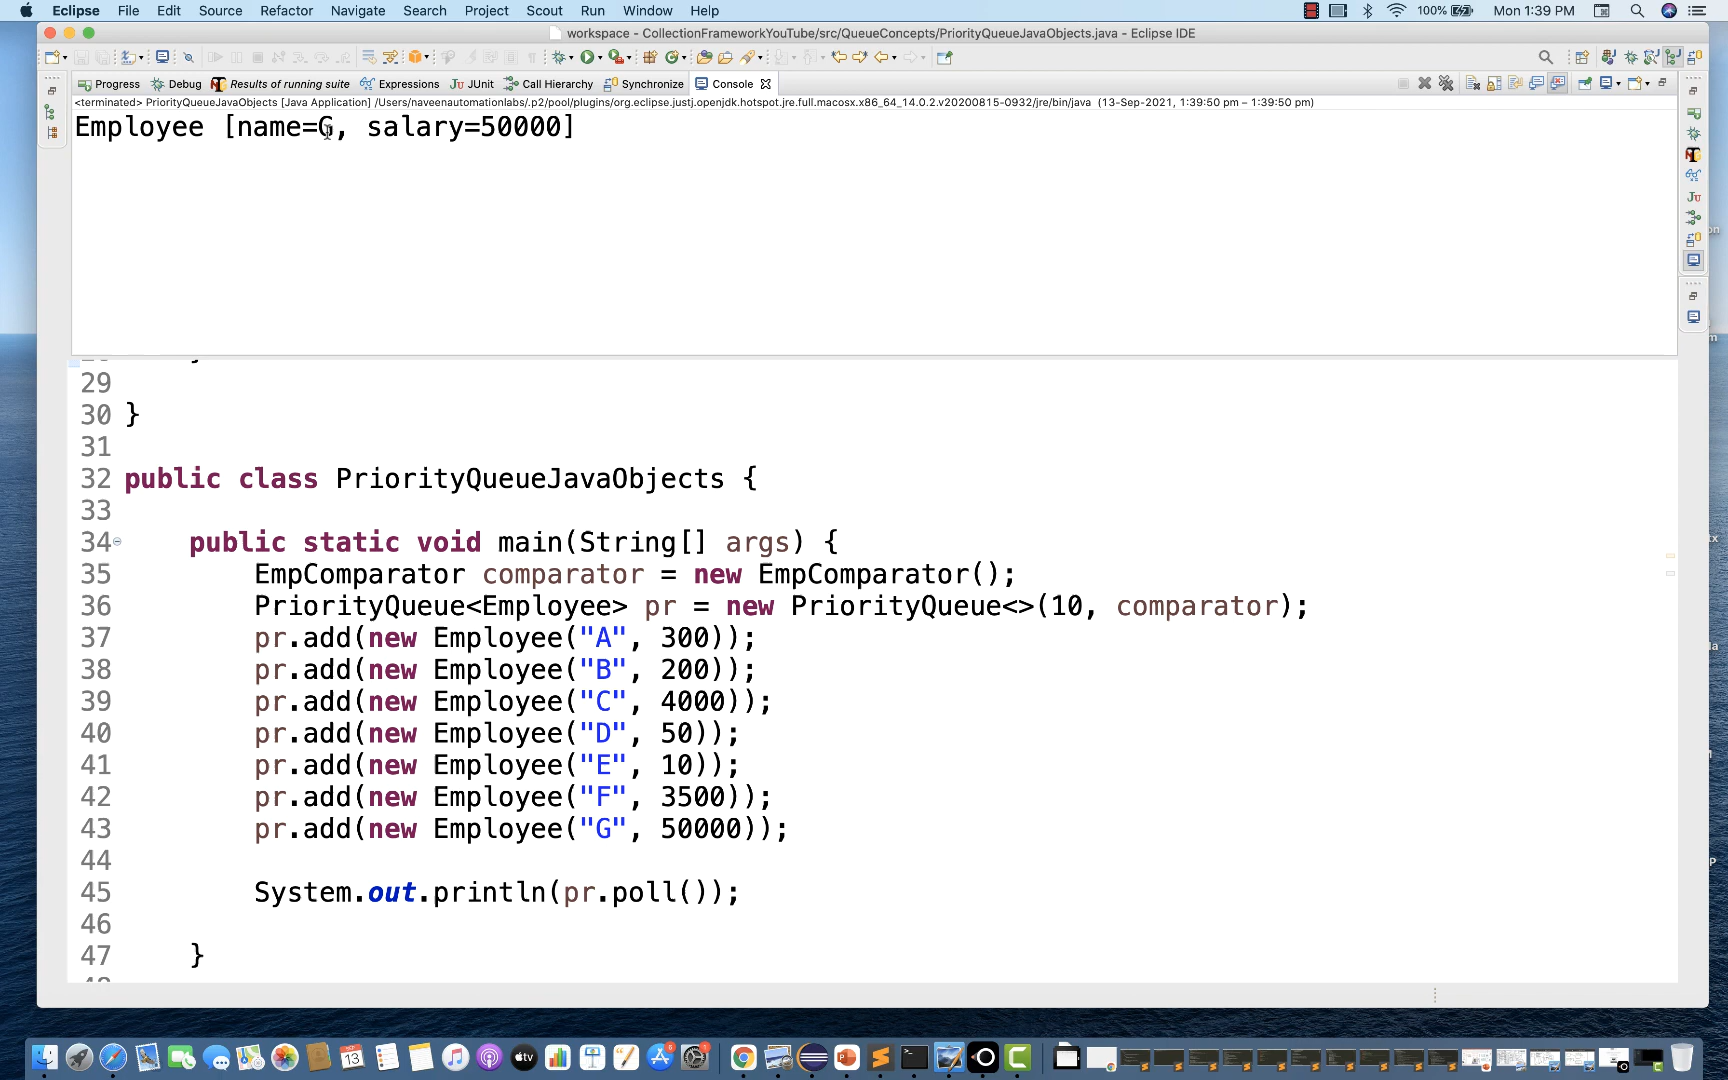 Eclipse File Edit Source Refactor Navigate Search Project Scout Run Window Help 100% Mon 1:39 PM
workspace - CollectionFrameworkYouTube/src/QueueConcepts/PriorityQueueJavaObjects.java - Eclipse IDE
Progress Debug Results of running suite Expressions Ju JUnit Call Hierarchy Synchronize Console
<terminated> PriorityQueueJavaObjects [Java Application] /Users/naveenautomationlabs/.p2/pool/plugins/org.eclipse.justj.openjdk.hotspot.jre.full.macosx.x86_64_14.0.2.v20200815-0932/jre/bin/java (13-Sep-2021, 1:39:50 pm – 1:39:50 pm)
Employee [name=G, salary=50000]
29
30 }
31
32 public class PriorityQueueJavaObjects {
33
34 public static void main(String[] args) {
35 EmpComparator comparator = new EmpComparator();
36 PriorityQueue<Employee> pr = new PriorityQueue<>(10, comparator);
37 pr.add(new Employee("A", 300));
38 pr.add(new Employee("B", 200));
39 pr.add(new Employee("C", 4000));
40 pr.add(new Employee("D", 50));
41 pr.add(new Employee("E", 10));
42 pr.add(new Employee("F", 3500));
43 pr.add(new Employee("G", 50000));
44
45 System.out.println(pr.poll());
46
47 }